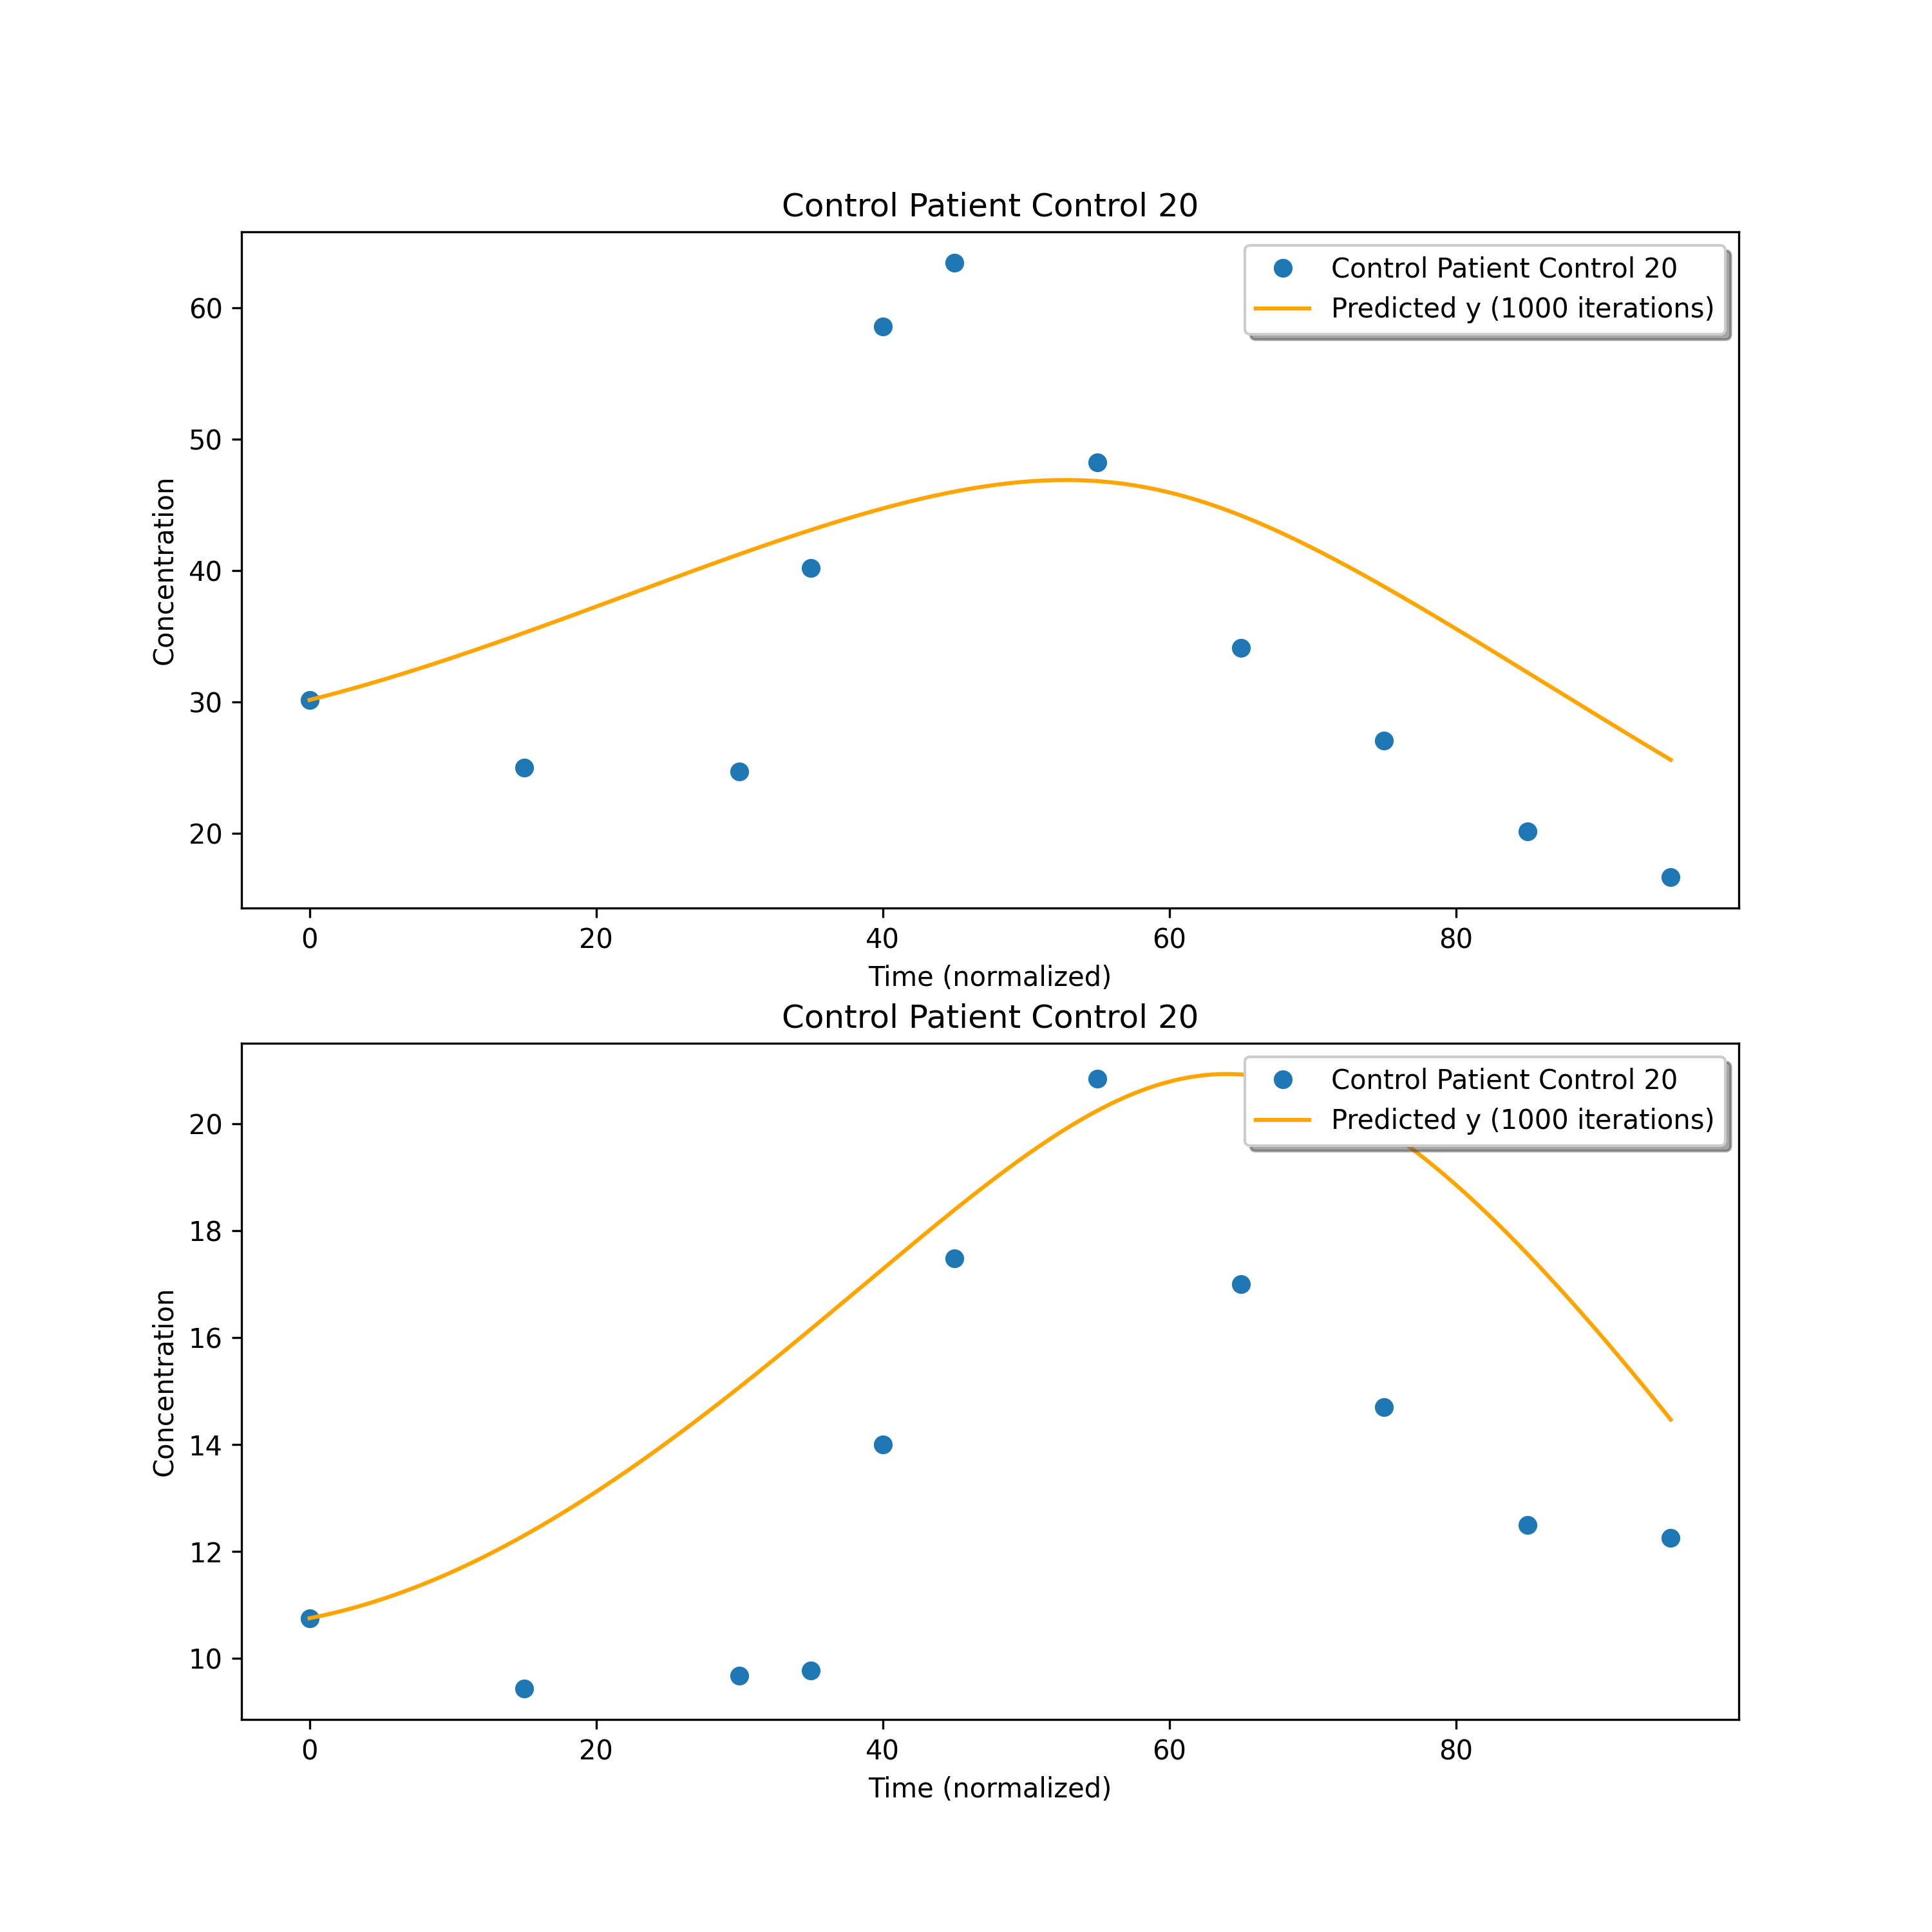 Control Patient Control 20
Control Patient Control 20
Predicted y (1000 iterations)
Concentration
60
50
40
30
20
0 20 40 60 80
Time (normalized)
Control Patient Control 20
Control Patient Control 20
Predicted y (1000 iterations)
Concentration
20
18
16
14
12
10
0 20 40 60 80
Time (normalized)